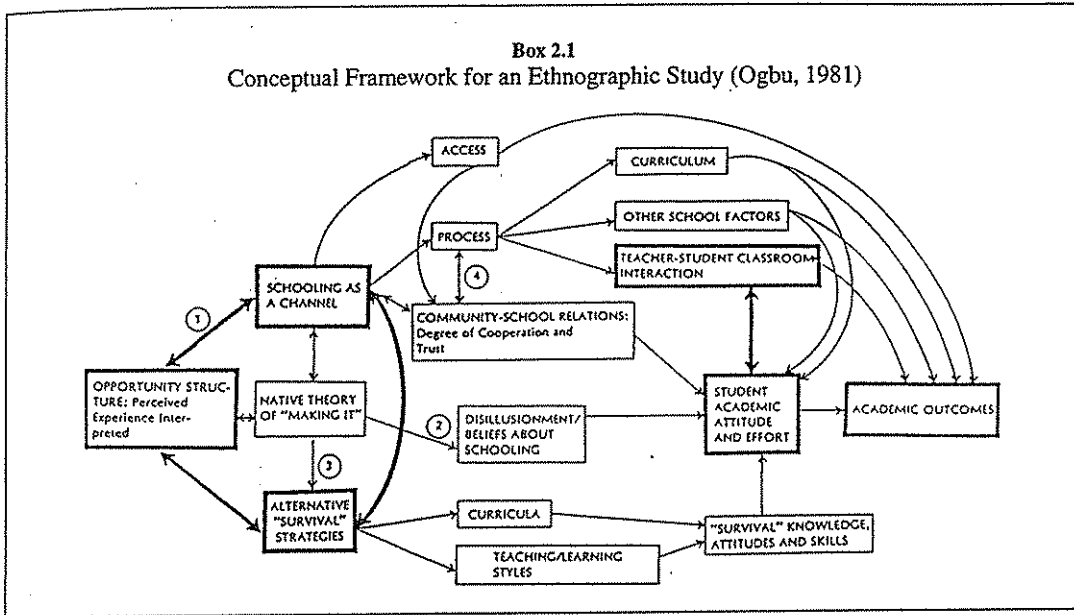 Box 2.1
Conceptual Framework for an Ethnographic Study (Ogbu, 1981)
ACCESS
CURRICULUM
PROCESS
OTHER SCHOOL FACTORS
TEACHER-STUDENT CLASSROOM
INTERACTION
4
SCHOOLING AS
A CHANNEL
1
COMMUNITY-SCHOOL RELATIONS:
Degree of Cooperation and
Trust
OPPORTUNITY STRUC-
TURE: Perceived
Experience Inter-
preted
NATIVE THEORY
OF "MAKING IT"
2
DISILLUSIONMENT/
BELIEFS ABOUT
SCHOOLING
STUDENT
ACADEMIC
ATTITUDE
AND EFFORT
ACADEMIC OUTCOMES
3
ALTERNATIVE
"SURVIVAL"
STRATEGIES
CURRICULA
TEACHING/LEARNING
STYLES
"SURVIVAL" KNOWLEDGE,
ATTITUDES AND SKILLS